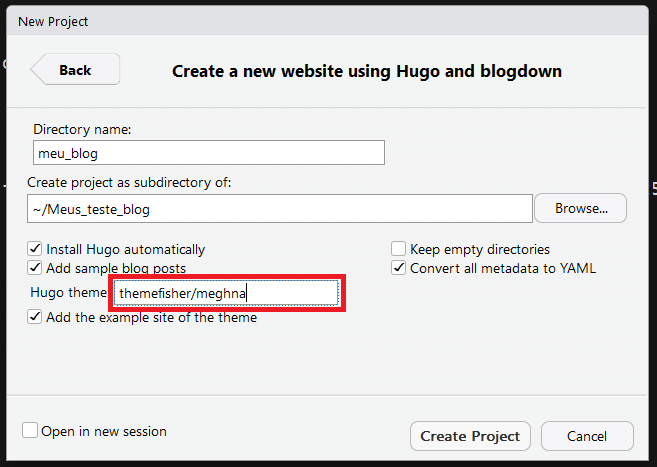 New Project
Back
Create a new website using Hugo and blogdown
Directory name:
meu_blog
Create project as subdirectory of:
~/Meus_teste_blog
Browse...
Install Hugo automatically
Keep empty directories
Add sample blog posts
Convert all metadata to YAML
Hugo theme
themefisher/meghna
Add the example site of the theme
Open in new session
Create Project
Cancel